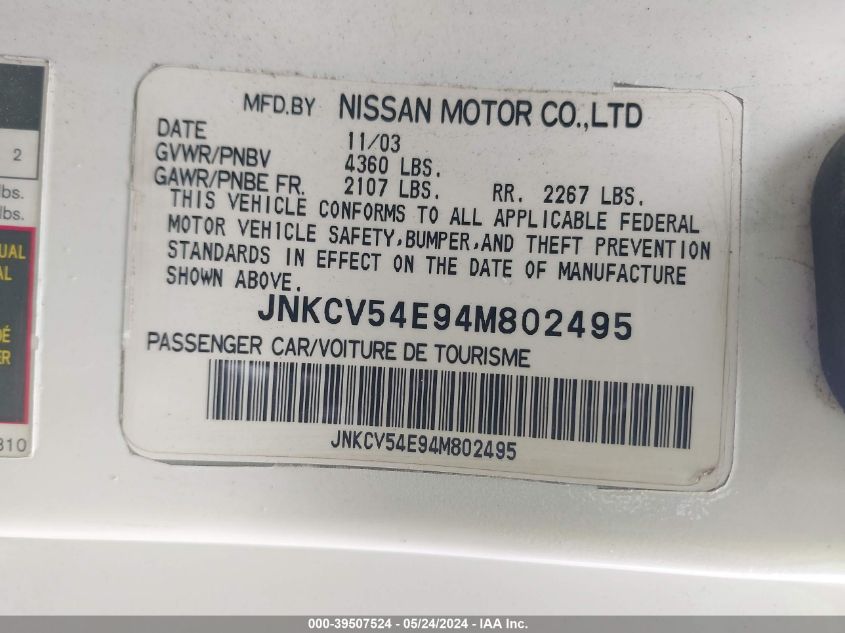 MFD.BY NISSAN MOTOR CO.,LTD
DATE 11/03
GVWR/PNBV 4360 LBS.
GAWR/PNBE FR. 2107 LBS. RR. 2267 LBS.
THIS VEHICLE CONFORMS TO ALL APPLICABLE FEDERAL
MOTOR VEHICLE SAFETY,BUMPER,AND THEFT PREVENTION
STANDARDS IN EFFECT ON THE DATE OF MANUFACTURE
SHOWN ABOVE.
JNKCV54E94M802495
PASSENGER CAR/VOITURE DE TOURISME
JNKCV54E94M802495
2
lbs.
lbs.
000-39507524 - 05/24/2024 - IAA Inc.